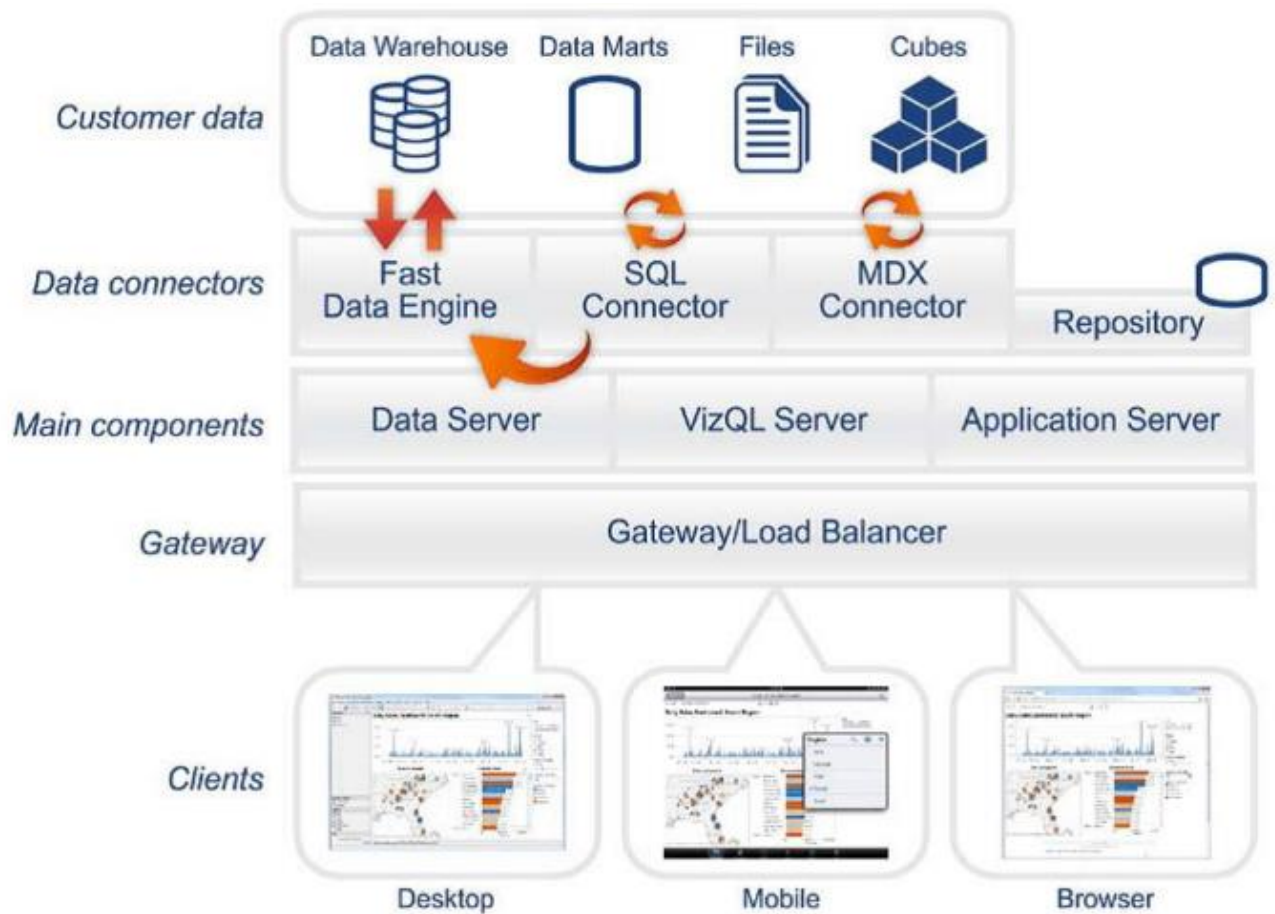 Data Warehouse
Data Marts
Files
Cubes
Customer data
Data connectors
Fast
Data Engine
SQL
Connector
MDX
Connector
Repository
Main components
Data Server
VizQL Server
Application Server
Gateway
Gateway/Load Balancer
Clients
Desktop
Mobile
Browser